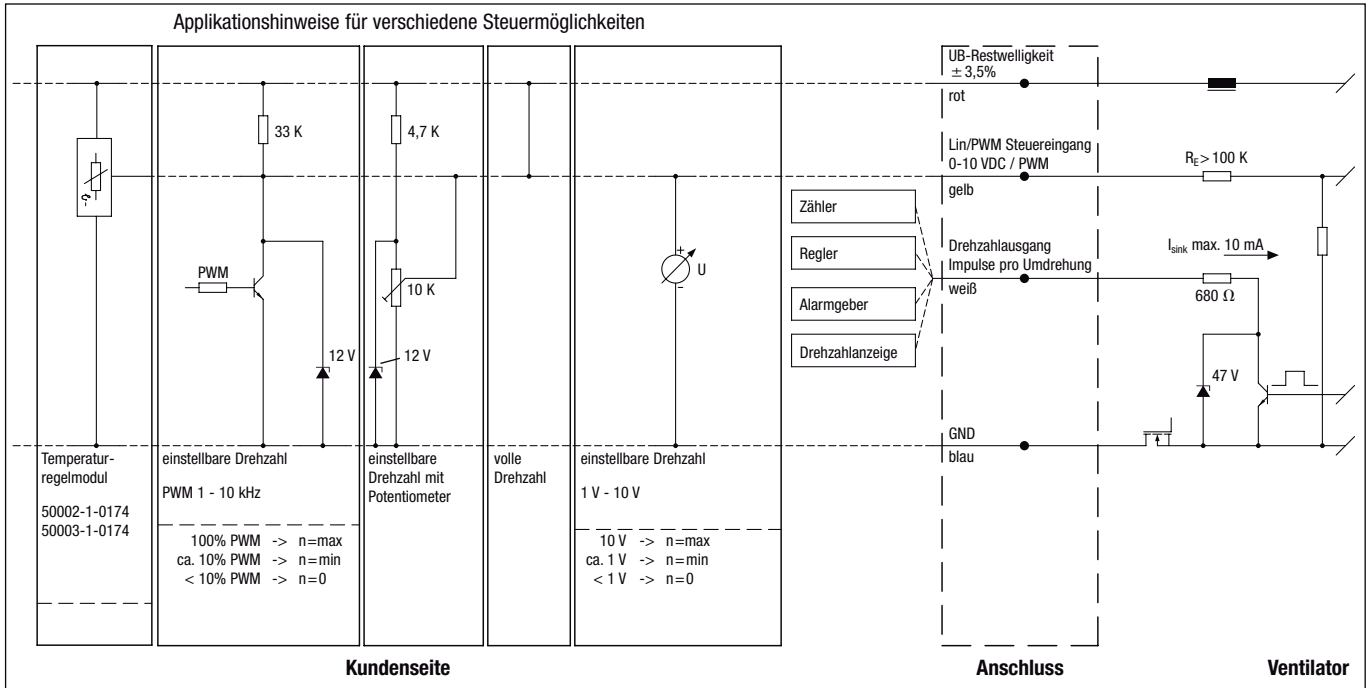 Applikationshinweise für verschiedene Steuermöglichkeiten
33 K
4,7 K
PWM
12 V
10 K
12 V
+
U
-
Zähler
Regler
Alarmgeber
Drehzahlanzeige
UB-Restwelligkeit
± 3,5%
rot
Lin/PWM Steuereingang
0-10 VDC / PWM
gelb
Drehzahlausgang
Impulse pro Umdrehung
weiß
GND
blau
RE> 100 K
Isink max. 10 mA
680 Ω
47 V
Temperatur-
regelmodul
50002-1-0174
50003-1-0174
einstellbare Drehzahl
PWM 1 - 10 kHz
100% PWM -> n=max
ca. 10% PWM -> n=min
< 10% PWM -> n=0
einstellbare
Drehzahl mit
Potentiometer
volle
Drehzahl
einstellbare Drehzahl
1 V - 10 V
10 V -> n=max
ca. 1 V -> n=min
< 1 V -> n=0
Kundenseite
Anschluss
Ventilator